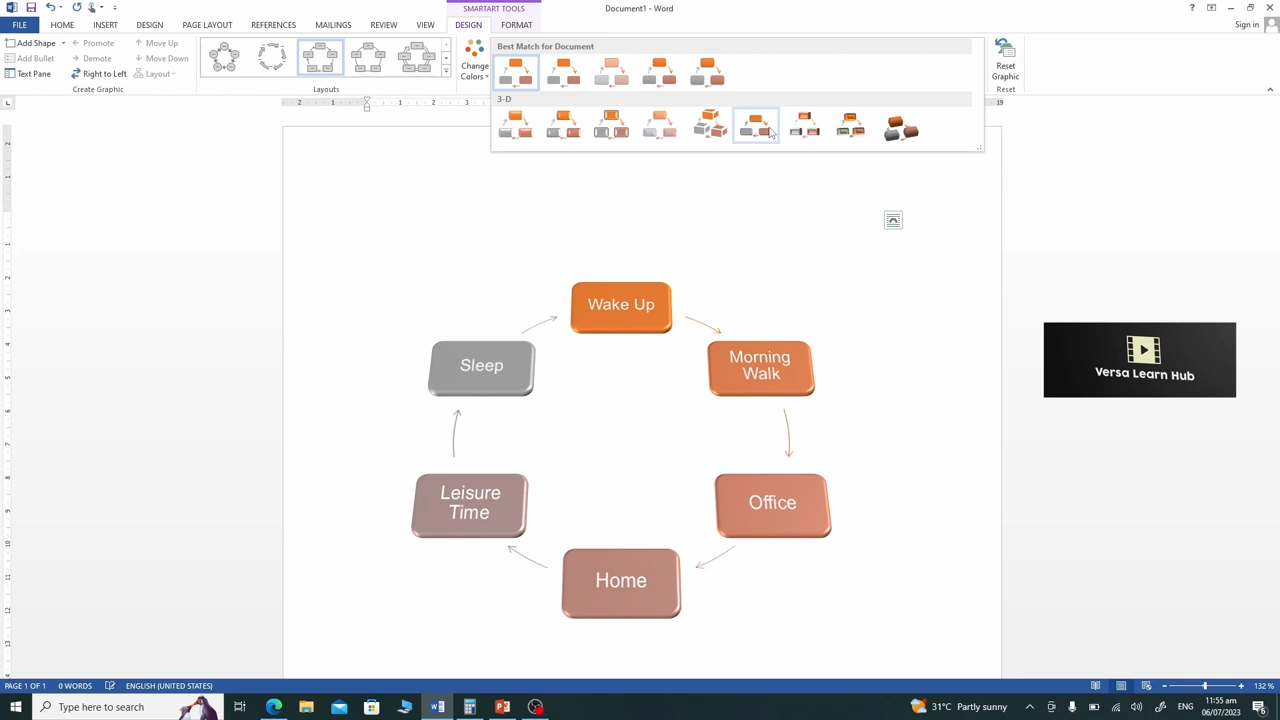 SMARTART TOOLS
Document1 - Word
Sign in
FILE HOME INSERT DESIGN PAGE LAYOUT REFERENCES MAILINGS REVIEW VIEW DESIGN FORMAT
Add Shape Promote Move Up
Add Bullet Demote Move Down
Text Pane Right to Left Layout
Create Graphic
Layouts
Change
Colors
Best Match for Document
3-D
Reset
Graphic
Reset
Wake Up
Morning
Walk
Office
Home
Leisure
Time
Sleep
Versa Learn Hub
PAGE 1 OF 1 0 WORDS ENGLISH (UNITED STATES)
132 %
Type here to search
31°C Partly sunny
ENG
11:55 am
06/07/2023
6